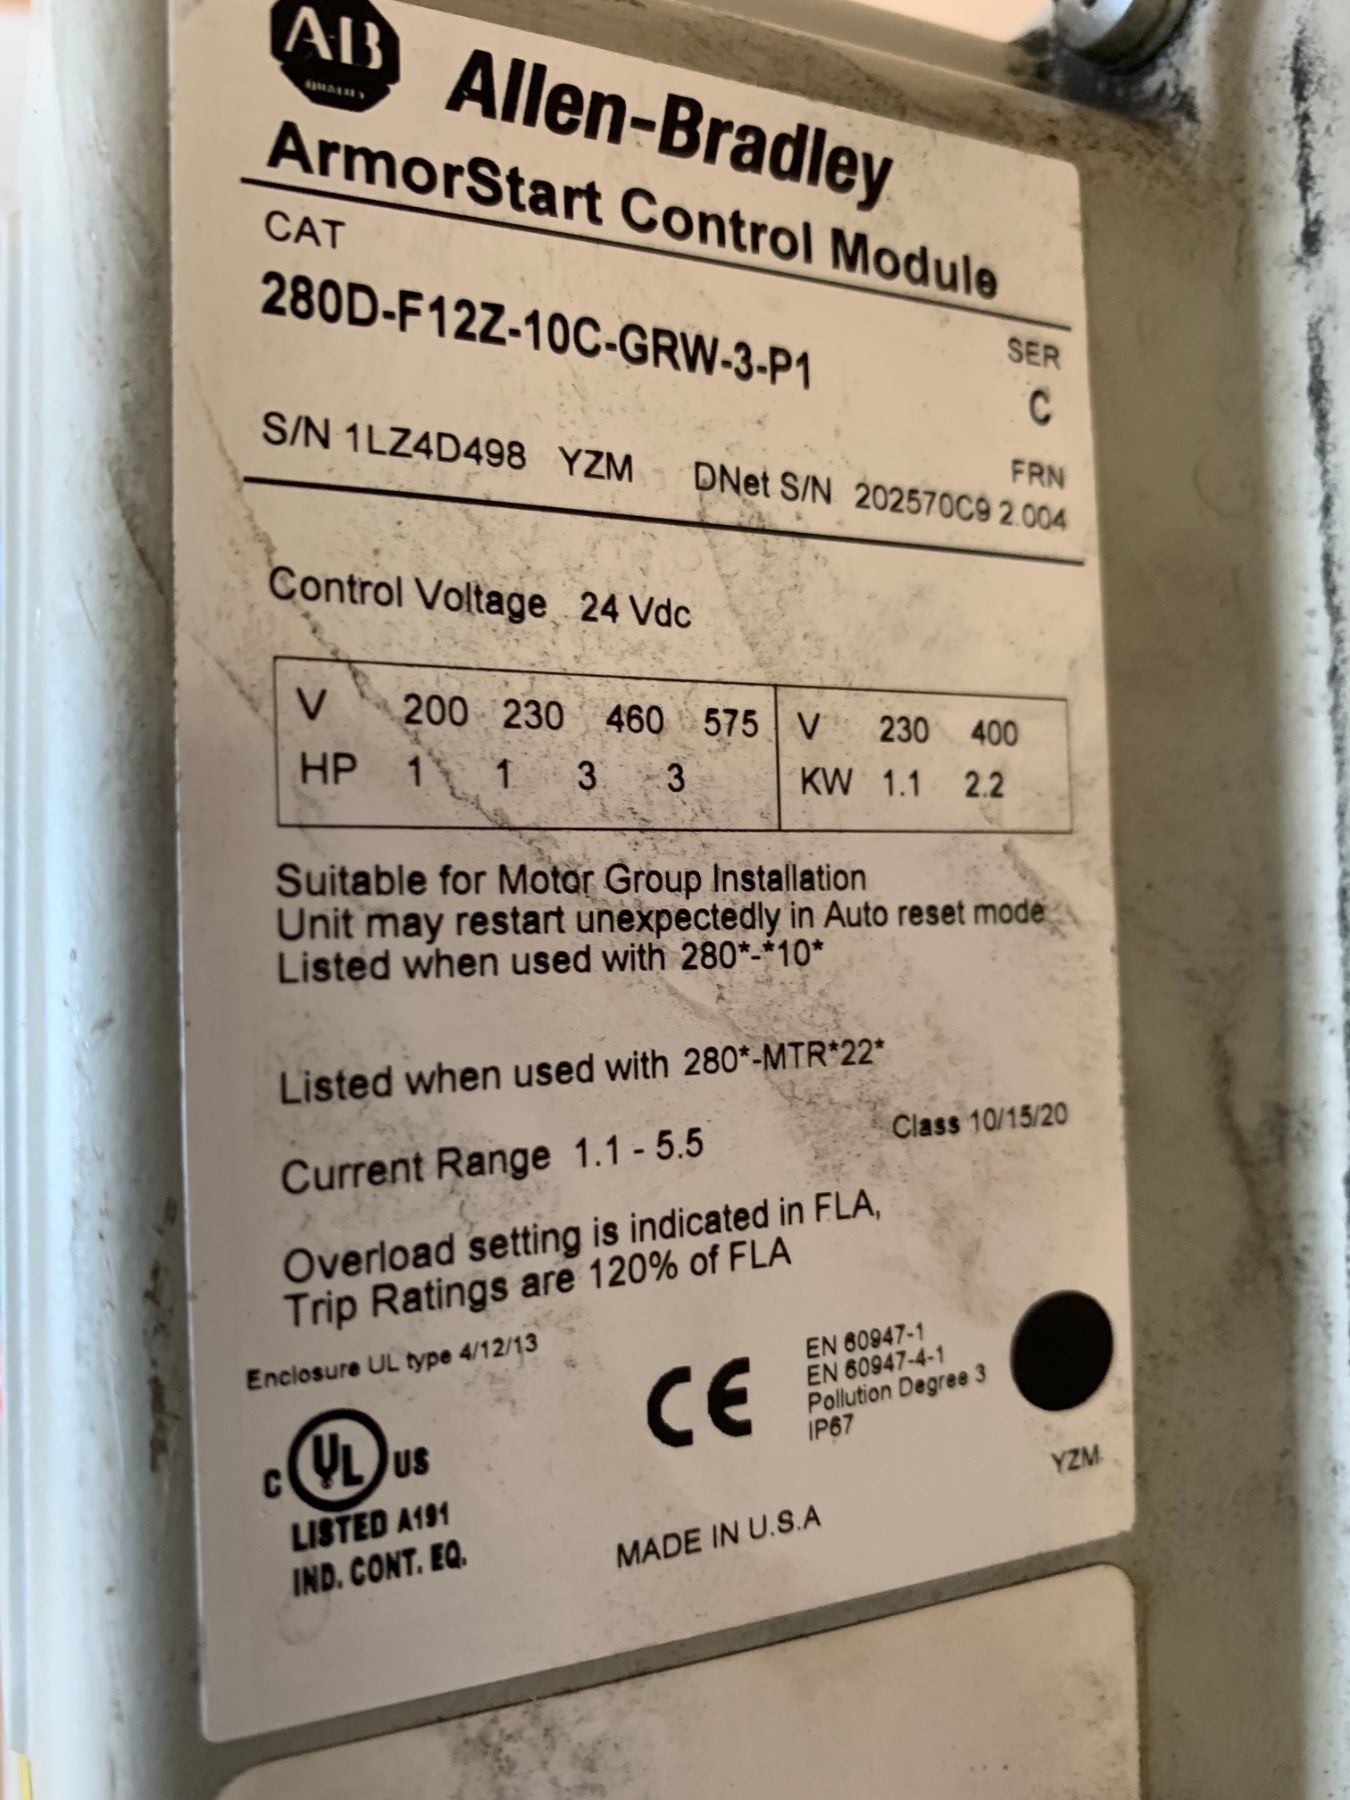 AB
QUALITY
Allen-Bradley
ArmorStart Control Module
CAT
280D-F12Z-10C-GRW-3-P1
SER
C
S/N 1LZ4D498 YZM DNet S/N 202570C9
FRN
2.004
Control Voltage 24 Vdc
V 200 230 460 575 V 230 400
HP 1 1 3 3 KW 1.1 2.2
Suitable for Motor Group Installation
Unit may restart unexpectedly in Auto reset mode
Listed when used with 280*-*10*
Listed when used with 280*-MTR*22*
Current Range 1.1 - 5.5 Class 10/15/20
Overload setting is indicated in FLA,
Trip Ratings are 120% of FLA
Enclosure UL type 4/12/13
C UL US
LISTED A191
IND. CONT. EQ.
CE
EN 60947-1
EN 60947-4-1
Pollution Degree 3
IP67
YZM
MADE IN U.S.A